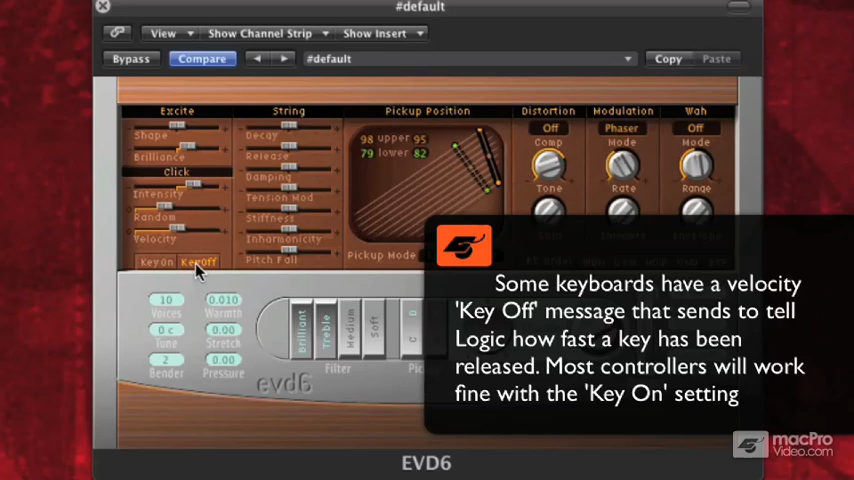 #default
View Show Channel Strip Show Insert
Bypass Compare #default Copy Paste
Excite String Pickup Position Distortion Modulation Wah
Shape
Brilliance
Click
Intensity
Random
Velocity
Key On Key Off
Decay
Release
Damping
Tension Mod
Stiffness
Inharmonicity
Pitch Fall
98 upper 95
79 lower 82
Pickup Mode
Off Phaser Off
Comp Mode Mode
Tone Rate Range
Some keyboards have a velocity
'Key Off' message that sends to tell
Logic how fast a key has been
released. Most controllers will work
fine with the 'Key On' setting
10 0.010
Voices Warmth
0 c 0.00
Tune Stretch
2 0.00
Bender Pressure
Brilliant Treble Medium Soft
Filter
evd6
EVD6
macPro
Video.com